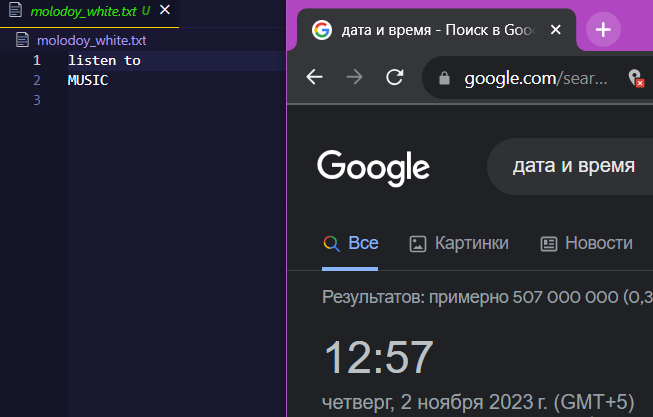 molodoy_white.txt U
molodoy_white.txt
1 listen to
2 MUSIC
3
дата и время - Поиск в Goo
google.com/sear...
Google
дата и время
Все Картинки Новости
Результатов: примерно 507 000 000 (0,3
12:57
четверг, 2 ноября 2023 г. (GMT+5)